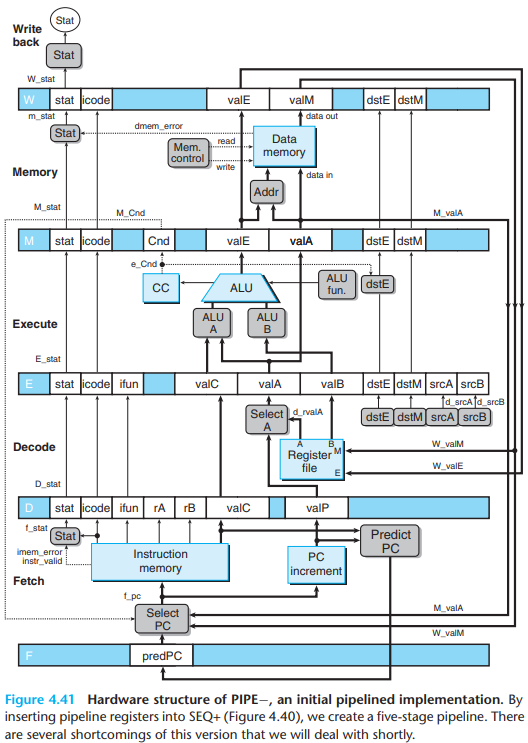 Stat
Write
back
Stat
W_stat
W stat icode valE valM dstE dstM
m_stat
data out
dmem_error
Stat
Mem.
control
read
write
Data
memory
Memory
data in
Addr
M_stat
M_Cnd
M_valA
M stat icode Cnd valE valA dstE dstM
e_Cnd
CC
ALU
ALU
fun.
dstE
ALU
A
ALU
B
Execute
E_stat
E stat icode ifun valC valA valB dstE dstM srcA srcB
d_srcA d_srcB
Select
A
d_rvalA
dstE dstM srcA srcB
A B
M
Register
file
E
Decode
W_valM
W_valE
D_stat
D stat icode ifun rA rB valC valP
f_stat
Stat
imem_error
instr_valid
Instruction
memory
PC
increment
Predict
PC
Fetch
f_pc
M_valA
Select
PC
W_valM
F predPC
Figure 4.41 Hardware structure of PIPE−, an initial pipelined implementation. By
inserting pipeline registers into SEQ+ (Figure 4.40), we create a five-stage pipeline. There
are several shortcomings of this version that we will deal with shortly.